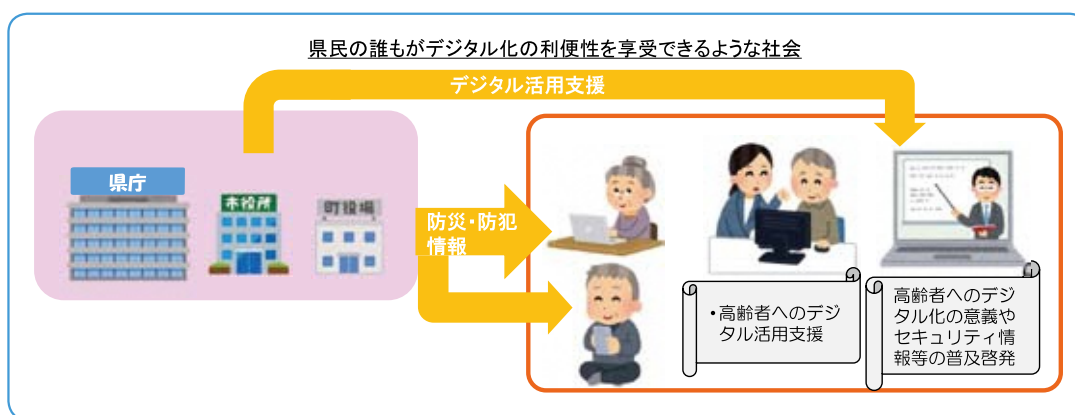 県民の誰もがデジタル化の利便性を享受できるような社会
デジタル活用支援
県庁
市役所
町役場
防災・防犯
情報
・高齢者へのデジ
タル活用支援
高齢者へのデジ
タル化の意義や
セキュリティ情
報等の普及啓発